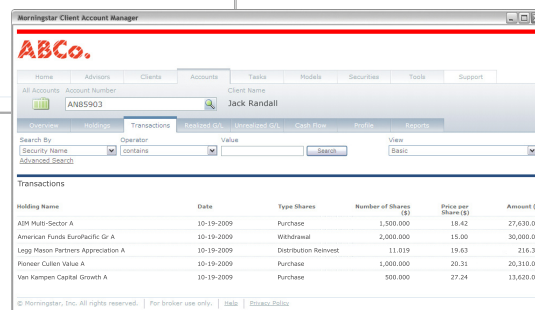 Morningstar Client Account Manager
ABCo.
Home Advisors Clients Accounts Tasks Models Securities Tools Support
All Accounts Account Number Client Name
AN85903 Jack Randall
Overview Holdings Transactions Realized G/L Unrealized G/L Cash Flow Profile Reports
Search By Operator Value View
Security Name contains Search Basic
Advanced Search
Transactions
Holding Name Date Type Shares Number of Shares Price per Amount (
($) Share ($)
AIM Multi-Sector A 10-19-2009 Purchase 1,500.000 18.42 27,630.0
American Funds EuroPacific Gr A 10-19-2009 Withdrawal 2,000.000 15.00 30,000.0
Legg Mason Partners Appreciation A 10-19-2009 Distribution Reinvest 11.019 19.63 216.3
Pioneer Cullen Value A 10-19-2009 Purchase 1,000.000 20.31 20,310.0
Van Kampen Capital Growth A 10-19-2009 Purchase 500.000 27.24 13,620.0
© Morningstar, Inc. All rights reserved. For broker use only. Help Privacy Policy